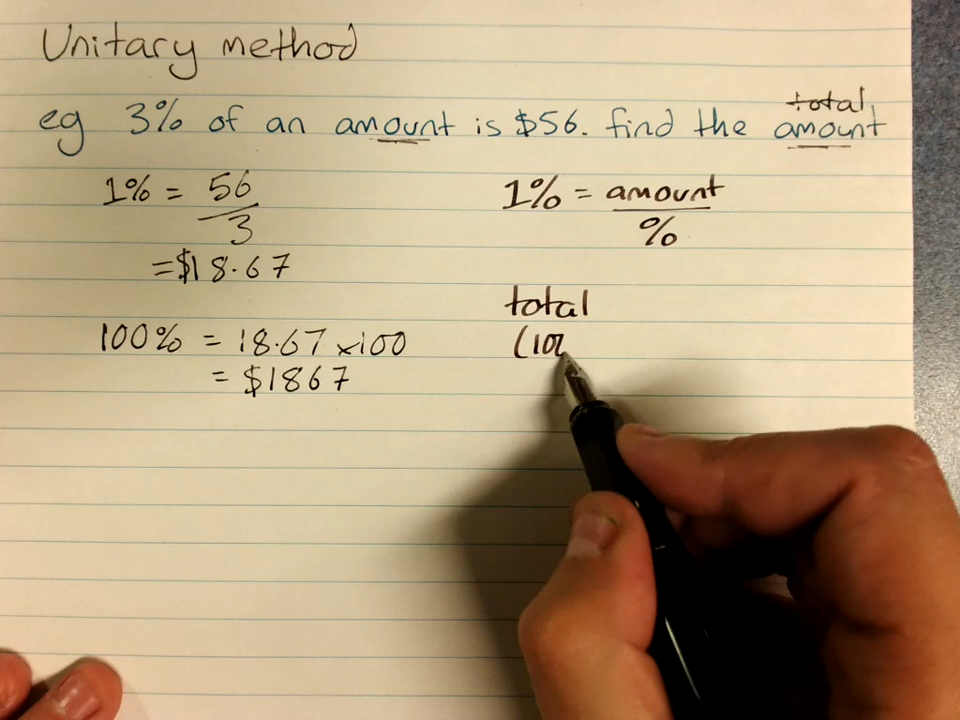 Unitary method
eg 3% of an amount is $56. find the amount
total
1% = 56
3
= $18.67
100% = 18.67 x100
= $1867
1% = amount
%
total
(100